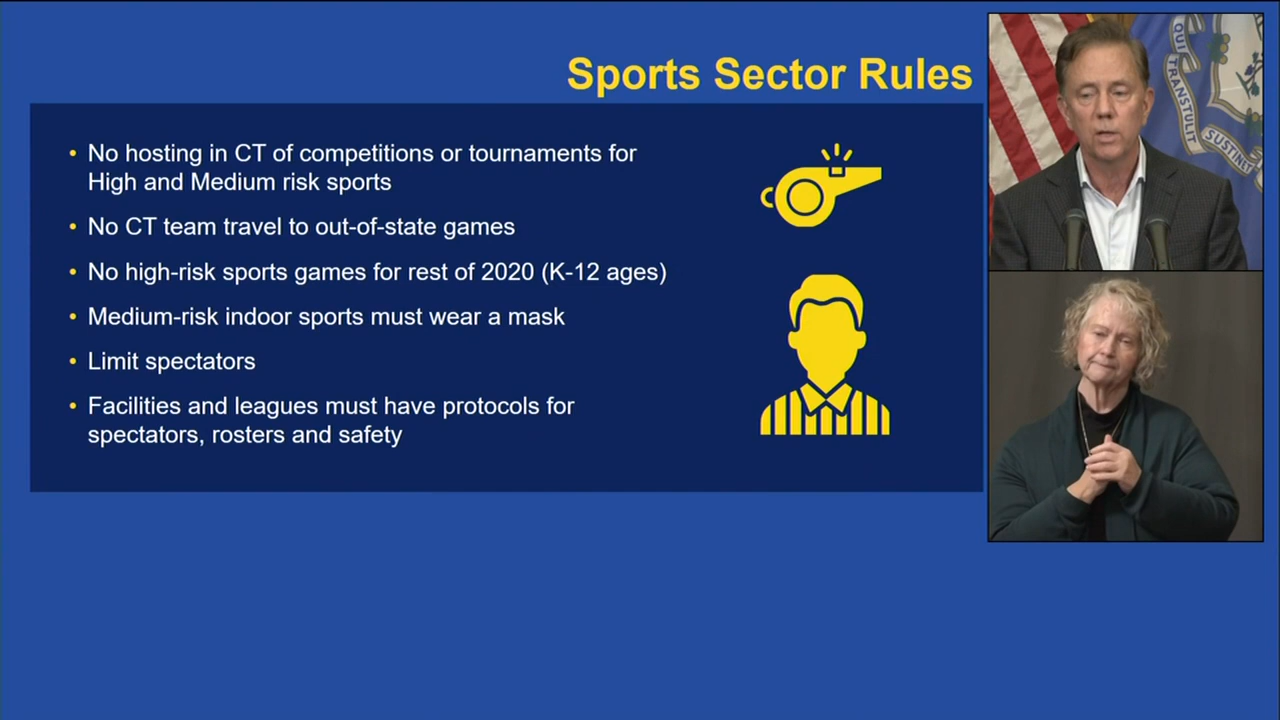 Sports Sector Rules
• No hosting in CT of competitions or tournaments for
High and Medium risk sports
• No CT team travel to out-of-state games
• No high-risk sports games for rest of 2020 (K-12 ages)
• Medium-risk indoor sports must wear a mask
• Limit spectators
• Facilities and leagues must have protocols for
spectators, rosters and safety
QUI
TRANSTULIT
SUSTINET